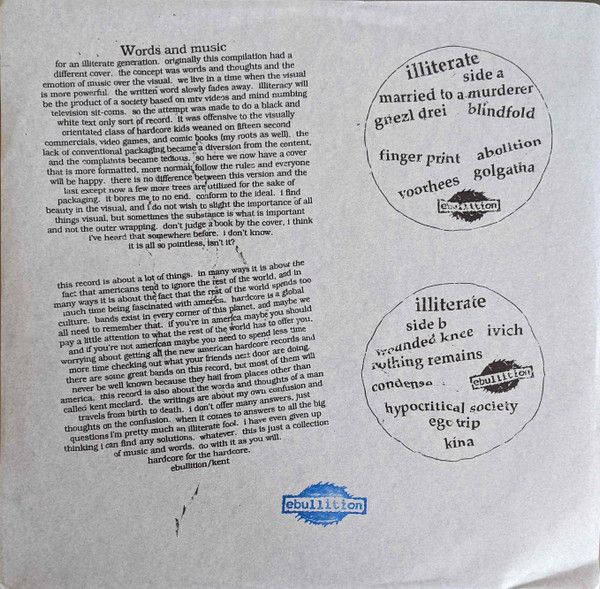 Words and music
for an illiterate generation. originally this compilation had a
different cover. the concept was words and thoughts and the
emotion of music over the visual. we live in a time when the visual
is more powerful. the written word slowly fades away. illiteracy will
be the product of a society based on mtv videos and mind numbing
television sit-coms. so the attempt was made to do a black and
white text only sort of record. it was offensive to the visually
orientated class of hardcore kids weaned on fifteen second
commercials, video games, and comic books (my roots as well). the
lack of conventional packaging became a diversion from the content,
and the complaints became tedious. so here we now have a cover
that is more formatted, more normal; follow the rules and everyone
will be happy. there is no difference between this version and the
last except now a few more trees are utilized for the sake of
packaging. it bores me to no end. conform to the ideal. i find
beauty in the visual, and i do not wish to slight the importance of all
things visual, but sometimes the substance is what is important
and not the outer wrapping. don't judge a book by the cover, i think
i've heard that somewhere before. i don't know.
it is all so pointless, isn't it?
this record is about a lot of things. in many ways it is about the
fact that americans tend to ignore the rest of the world, and in
many ways it is about the fact that the rest of the world spends too
much time being fascinated with america. hardcore is a global
culture. bands exist in every corner of this planet, and maybe we
all need to remember that. if you're in america maybe you should
pay a little attention to what the rest of the world has to offer you,
and if you're not american maybe you need to spend less time
worrying about getting all the new american hardcore records and
more time checking out what your friends next door are doing.
there are some great bands on this record, but most of them will
never be well known because they hail from places other than
america. this record is also about the words and thoughts of a man
called kent mcclard. the writings are about my own confusion and
travels from birth to death. i don't offer many answers, just
thoughts on the confusion. when it comes to answers to all the big
questions i'm pretty much an illiterate fool. i have even given up
thinking i can find any solutions. whatever. this is just a collection
of music and words. do with it as you will.
hardcore for the hardcore.
ebullition/kent
illiterate
side a
married to a murderer
gnezl drei blindfold
finger print abolition
voorhees golgatha
ebullition
illiterate
side b
wounded knee ivich
nothing remains
condense ebullition
hypocritical society
ego trip
kina
ebullition